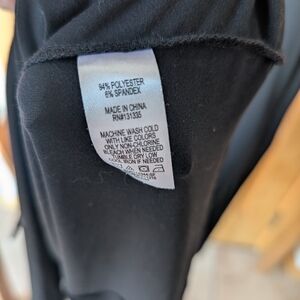 94% POLYESTER
6% SPANDEX
MADE IN CHINA
RN#131335
MACHINE WASH COLD
WITH LIKE COLORS
ONLY NON-CHLORINE
BLEACH WHEN NEEDED
TUMBLE DRY LOW
COOL IRON IF NEEDED